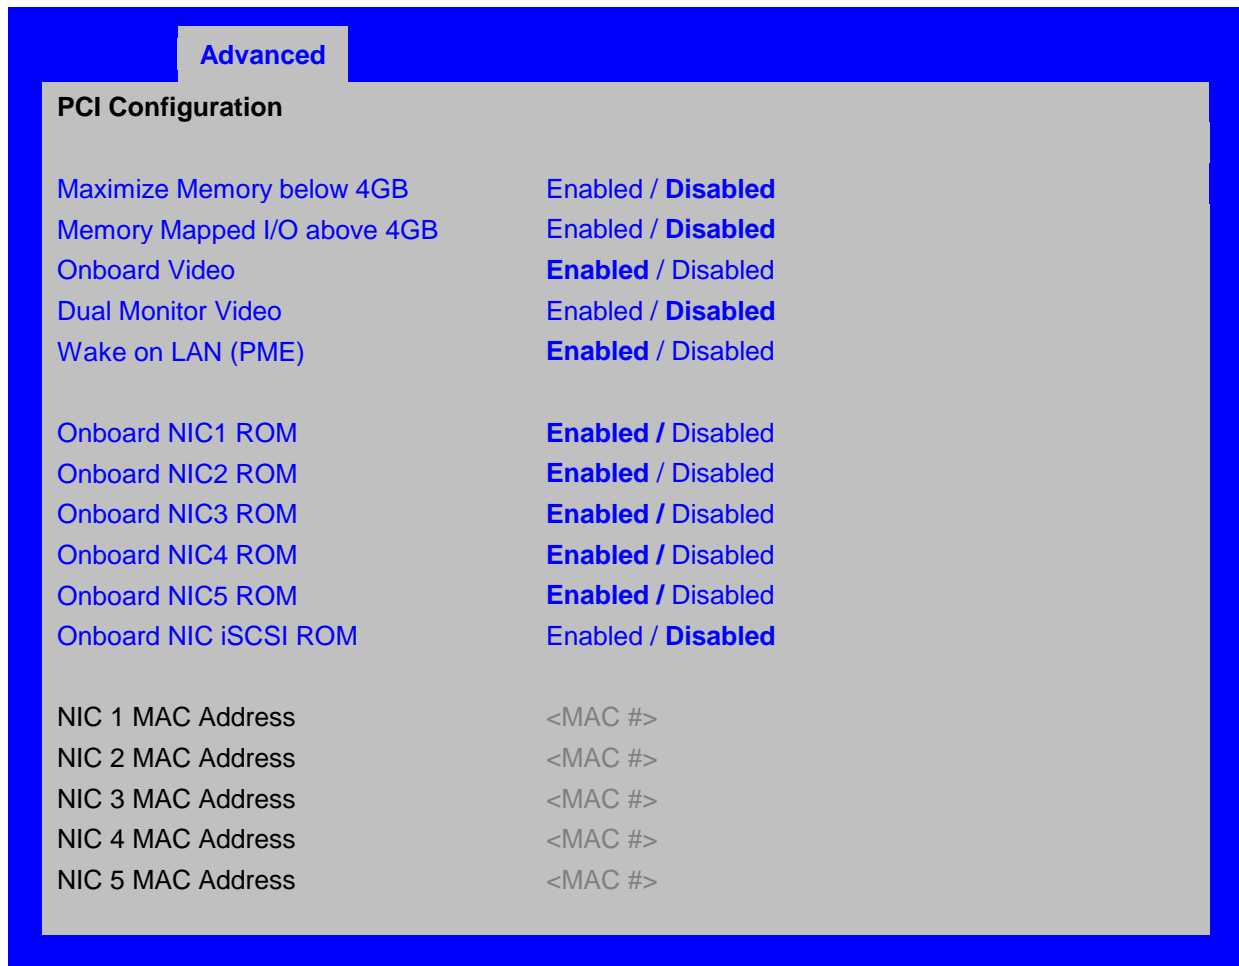 Advanced
PCI Configuration
Maximize Memory below 4GB Enabled / Disabled
Memory Mapped I/O above 4GB Enabled / Disabled
Onboard Video Enabled / Disabled
Dual Monitor Video Enabled / Disabled
Wake on LAN (PME) Enabled / Disabled
Onboard NIC1 ROM Enabled / Disabled
Onboard NIC2 ROM Enabled / Disabled
Onboard NIC3 ROM Enabled / Disabled
Onboard NIC4 ROM Enabled / Disabled
Onboard NIC5 ROM Enabled / Disabled
Onboard NIC iSCSI ROM Enabled / Disabled
NIC 1 MAC Address <MAC #>
NIC 2 MAC Address <MAC #>
NIC 3 MAC Address <MAC #>
NIC 4 MAC Address <MAC #>
NIC 5 MAC Address <MAC #>